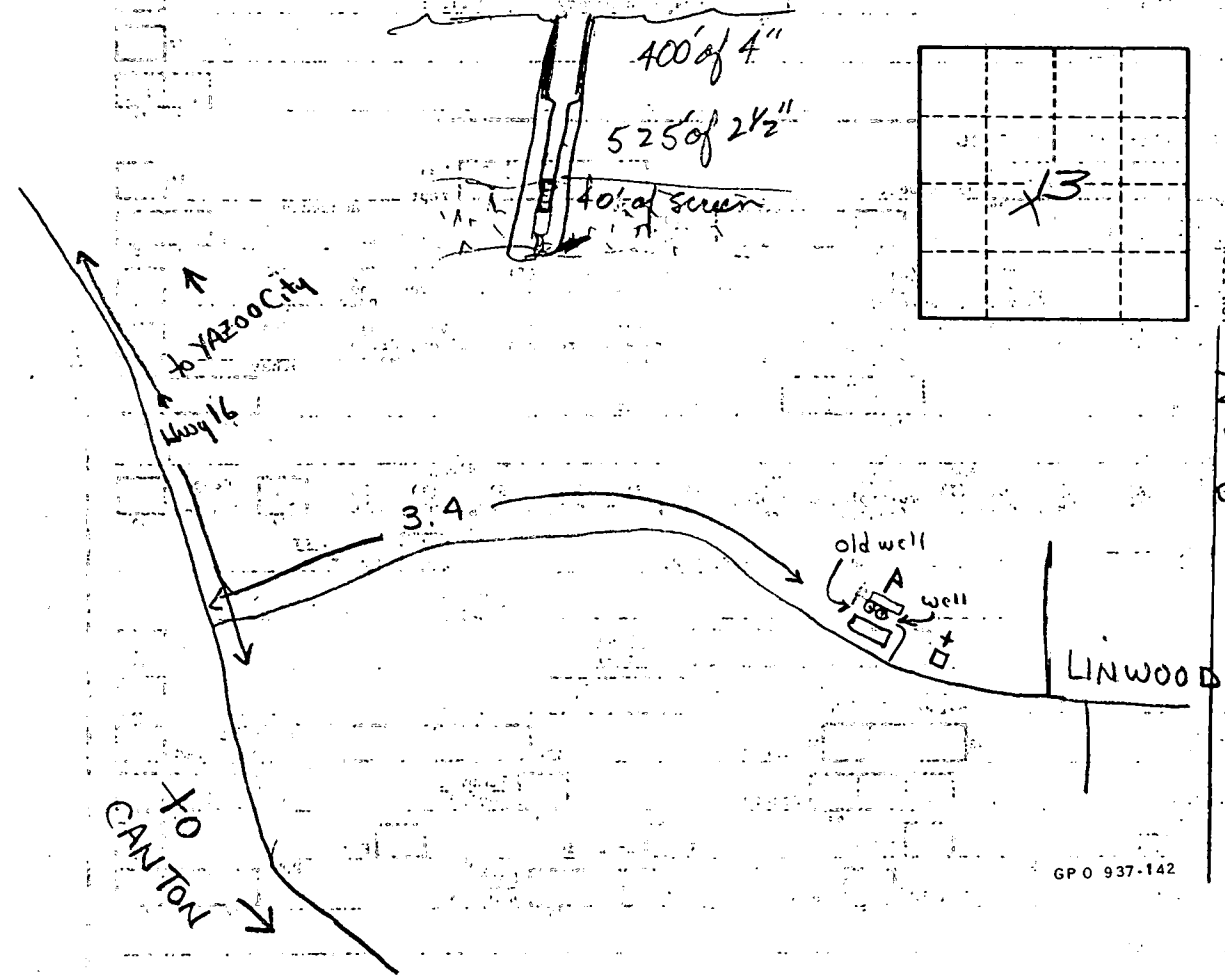 400' of 4"
525' of 2½"
40' of screen
13
to YAZOO City
Hwy 16
3.4
old well
well
LINWOOD
TO
CANTON
GPO 937-142